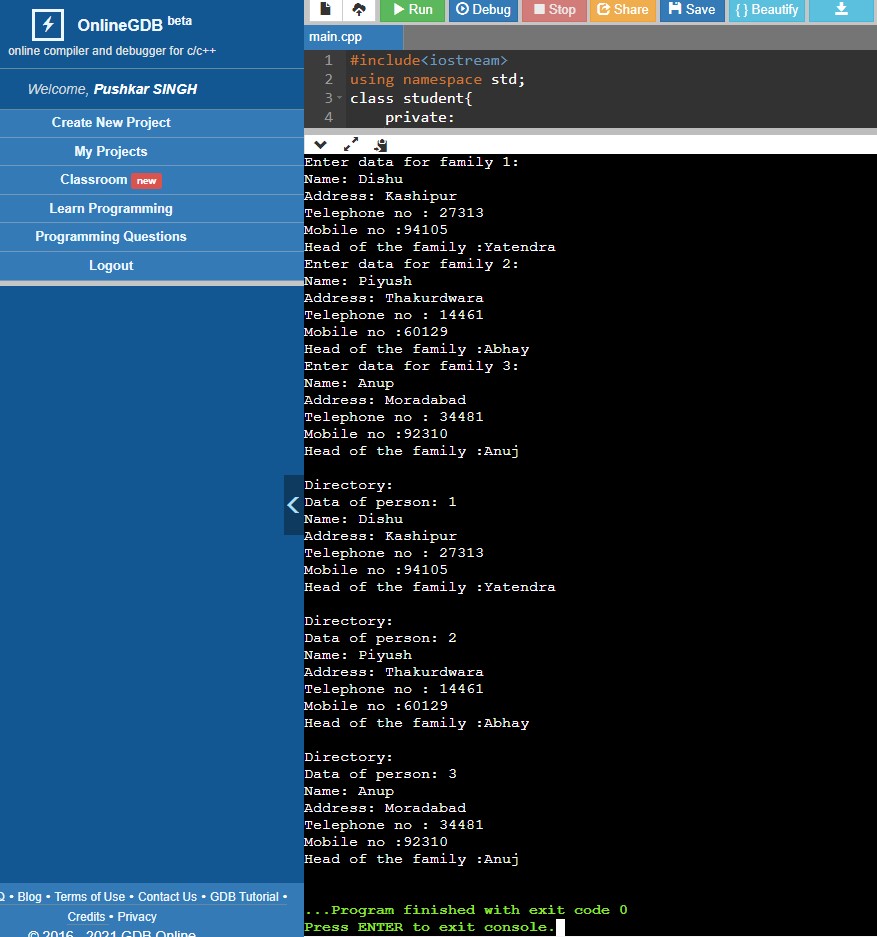 OnlineGDB beta
online compiler and debugger for c/c++
Welcome, Pushkar SINGH
Create New Project
My Projects
Classroom new
Learn Programming
Programming Questions
Logout
• Blog • Terms of Use • Contact Us • GDB Tutorial •
Credits • Privacy
© 2016 - 2021 GDB Online
Run Debug Stop Share Save { } Beautify
main.cpp
1 #include<iostream>
2 using namespace std;
3 class student{
4 private:
Enter data for family 1:
Name: Dishu
Address: Kashipur
Telephone no : 27313
Mobile no :94105
Head of the family :Yatendra
Enter data for family 2:
Name: Piyush
Address: Thakurdwara
Telephone no : 14461
Mobile no :60129
Head of the family :Abhay
Enter data for family 3:
Name: Anup
Address: Moradabad
Telephone no : 34481
Mobile no :92310
Head of the family :Anuj
Directory:
Data of person: 1
Name: Dishu
Address: Kashipur
Telephone no : 27313
Mobile no :94105
Head of the family :Yatendra
Directory:
Data of person: 2
Name: Piyush
Address: Thakurdwara
Telephone no : 14461
Mobile no :60129
Head of the family :Abhay
Directory:
Data of person: 3
Name: Anup
Address: Moradabad
Telephone no : 34481
Mobile no :92310
Head of the family :Anuj
...Program finished with exit code 0
Press ENTER to exit console.